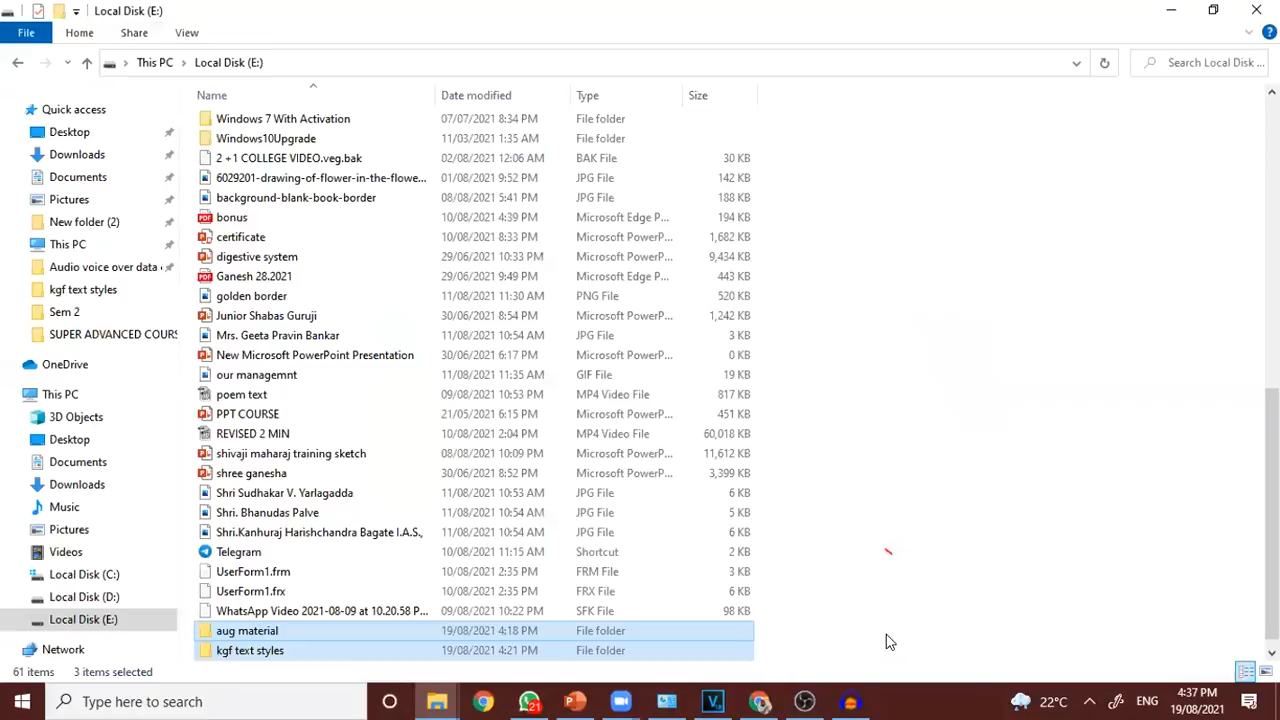 Local Disk (E:)
File Home Share View
This PC Local Disk (E:) Search Local Disk ...
Name Date modified Type Size
Quick access
Desktop
Downloads
Documents
Pictures
New folder (2)
This PC
Audio voice over data
kgf text styles
Sem 2
SUPER ADVANCED COURS
OneDrive
This PC
3D Objects
Desktop
Documents
Downloads
Music
Pictures
Videos
Local Disk (C:)
Local Disk (D:)
Local Disk (E:)
Network
Windows 7 With Activation 07/07/2021 8:34 PM File folder
Windows10Upgrade 11/03/2021 1:35 AM File folder
2 +1 COLLEGE VIDEO.veg.bak 02/08/2021 12:06 AM BAK File 30 KB
6029201-drawing-of-flower-in-the-flowe... 01/08/2021 9:52 PM JPG File 142 KB
background-blank-book-border 08/08/2021 5:41 PM JPG File 188 KB
bonus 10/08/2021 4:39 PM Microsoft Edge P... 194 KB
certificate 10/08/2021 8:33 PM Microsoft PowerP... 1,682 KB
digestive system 29/06/2021 10:33 PM Microsoft PowerP... 9,434 KB
Ganesh 28.2021 29/06/2021 9:49 PM Microsoft Edge P... 443 KB
golden border 11/08/2021 11:30 AM PNG File 520 KB
Junior Shabas Guruji 30/06/2021 8:54 PM Microsoft PowerP... 1,242 KB
Mrs. Geeta Pravin Bankar 11/08/2021 10:54 AM JPG File 3 KB
New Microsoft PowerPoint Presentation 30/06/2021 6:17 PM Microsoft PowerP... 0 KB
our managemnt 11/08/2021 11:35 AM GIF File 19 KB
poem text 09/08/2021 10:53 PM MP4 Video File 817 KB
PPT COURSE 21/05/2021 6:15 PM Microsoft PowerP... 451 KB
REVISED 2 MIN 10/08/2021 2:04 PM MP4 Video File 60,018 KB
shivaji maharaj training sketch 08/08/2021 10:09 PM Microsoft PowerP... 11,612 KB
shree ganesha 30/06/2021 8:52 PM Microsoft PowerP... 3,399 KB
Shri Sudhakar V. Yarlagadda 11/08/2021 10:53 AM JPG File 6 KB
Shri. Bhanudas Palve 11/08/2021 10:54 AM JPG File 5 KB
Shri.Kanhuraj Harishchandra Bagate I.A.S., 11/08/2021 10:54 AM JPG File 6 KB
Telegram 10/08/2021 11:15 AM Shortcut 2 KB
UserForm1.frm 10/08/2021 2:35 PM FRM File 3 KB
UserForm1.frx 10/08/2021 2:35 PM FRX File 5 KB
WhatsApp Video 2021-08-09 at 10.20.58 P... 09/08/2021 10:22 PM SFK File 98 KB
aug material 19/08/2021 4:18 PM File folder
kgf text styles 19/08/2021 4:21 PM File folder
61 items 3 items selected
Type here to search 21 22°C ENG 4:37 PM
19/08/2021